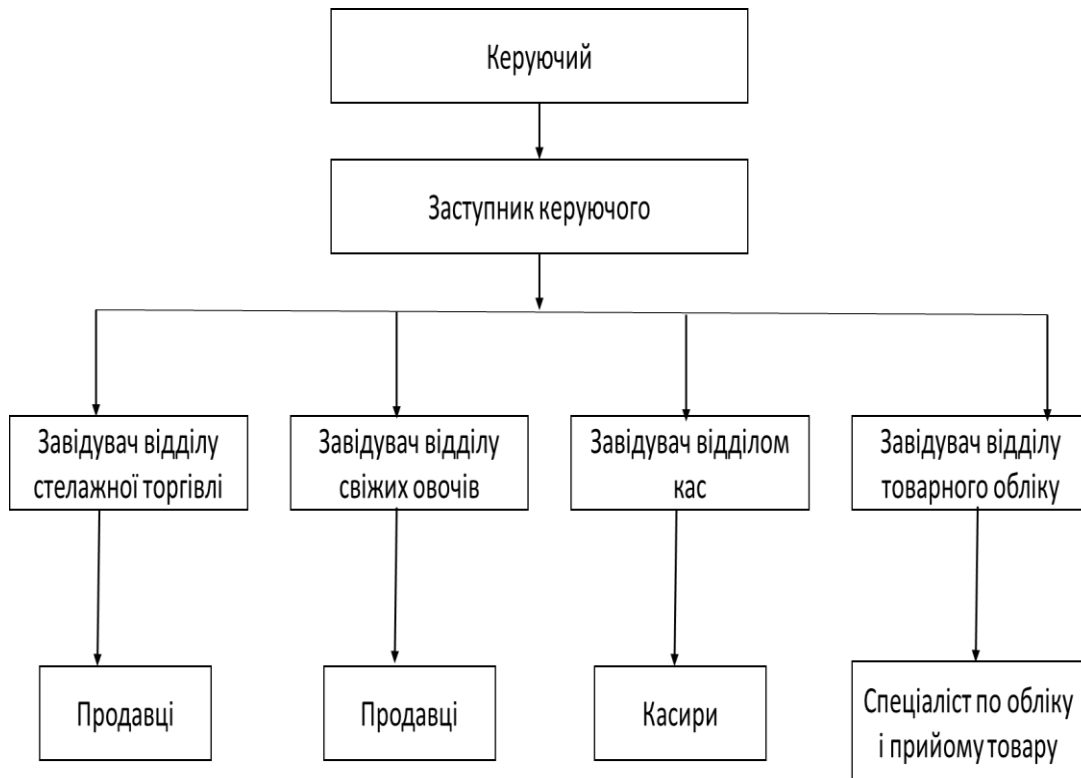 Керуючий
Заступник керуючого
Завідувач відділу
стелажної торгівлі
Завідувач відділу
свіжих овочів
Завідувач відділом
кас
Завідувач відділу
товарного обліку
Продавці
Продавці
Касири
Спеціаліст по обліку
і прийому товару